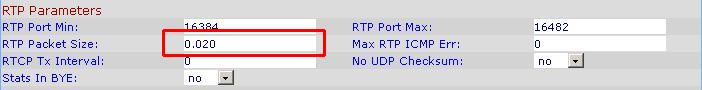 RTP Parameters
RTP Port Min: 16384 RTP Port Max: 16482
RTP Packet Size: 0.020 Max RTP ICMP Err: 0
RTCP Tx Interval: 0 No UDP Checksum: no
Stats In BYE: no